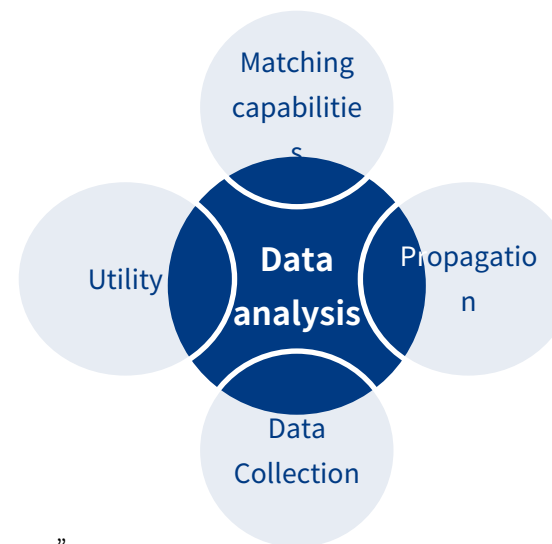 Matching
capabilitie
s
Utility
Data
analysis
Propagatio
n
Data
Collection
”